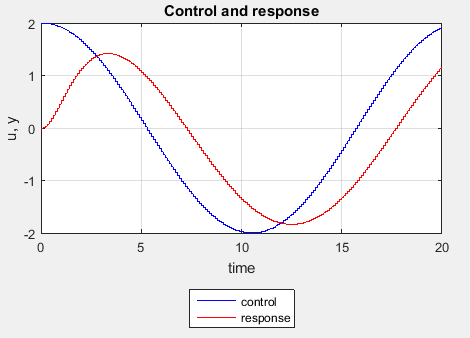 Control and response
2
1
0
-1
-2
u, y
0 5 10 15 20
time
control
response